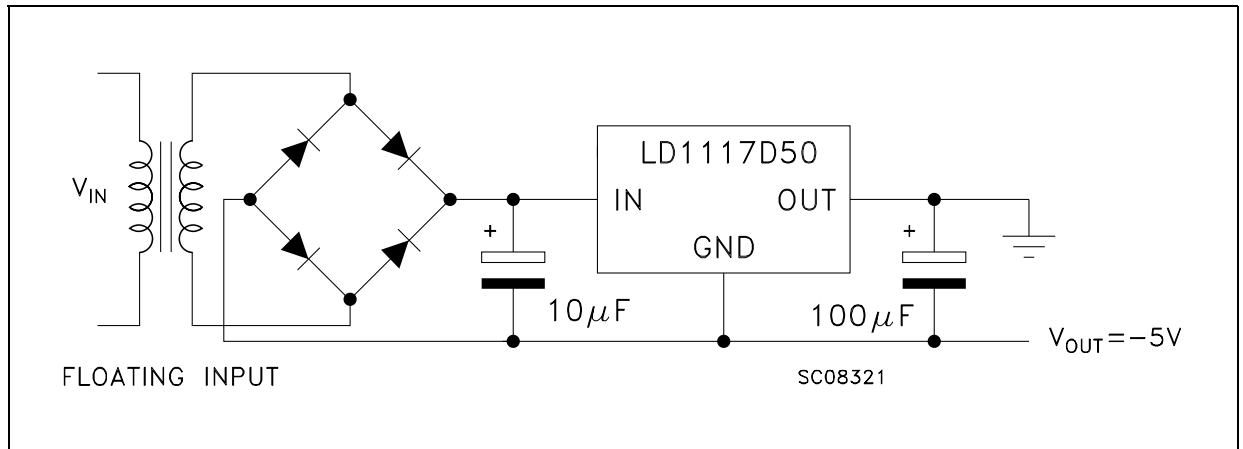 LD1117D50
V_IN
IN
OUT
+
+
GND
10μF
100μF
V_OUT=-5V
FLOATING INPUT
SC08321